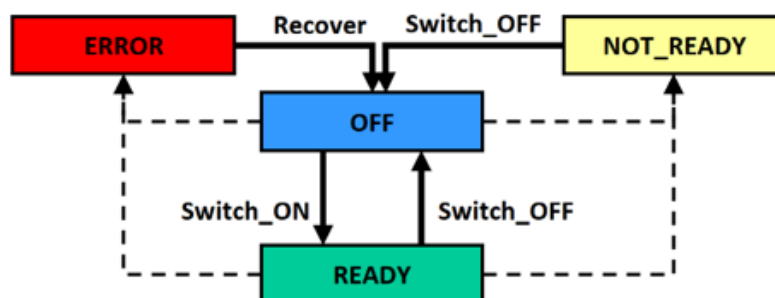 Recover
Switch_OFF
ERROR
NOT_READY
OFF
Switch_ON
Switch_OFF
READY